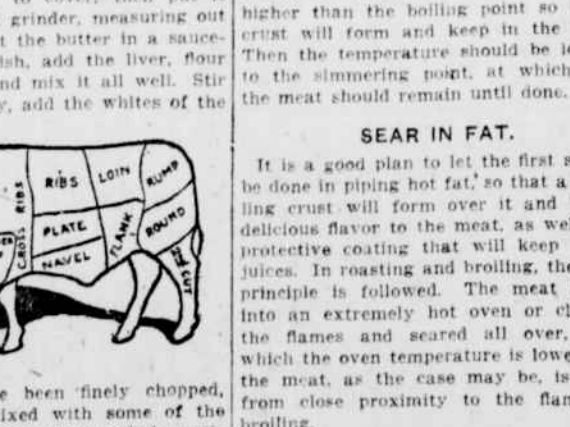 grinder, measuring out
t the butter in a sauce-
ish, add the liver, flour
nd mix it all well. Stir
y, add the whites of the
CROSS RIBS
RIBS
LOIN
RUMP
PLATE
NAVEL
FLANK
ROUND
CUT
e been finely chopped,
ixed with some of the
higher than the boiling point so
crust will form and keep in the
Then the temperature should be l
to the simmering point, at which
the meat should remain until done.
SEAR IN FAT.
It is a good plan to let the first s
be done in piping hot fat, so that a
ling crust will form over it and
delicious flavor to the meat, as wel
protective coating that will keep
juices. In roasting and broiling, the
principle is followed. The meat
into an extremely hot oven or cl
the flames and seared all over,
which the oven temperature is lowe
the meat, as the case may be, is
from close proximity to the flan
broiling.